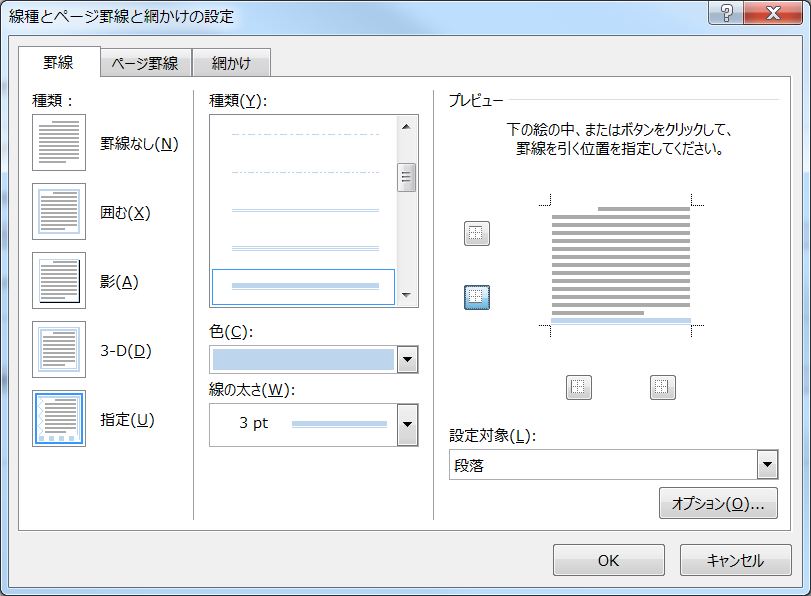 線種とページ罫線と網かけの設定
罫線
ページ罫線
網かけ
種類：
罫線なし(N)
囲む(X)
影(A)
3-D(D)
指定(U)
種類(Y):
色(C):
線の太さ(W):
3 pt
プレビュー
下の絵の中、またはボタンをクリックして、
罫線を引く位置を指定してください。
設定対象(L):
段落
オプション(O)...
OK
キャンセル